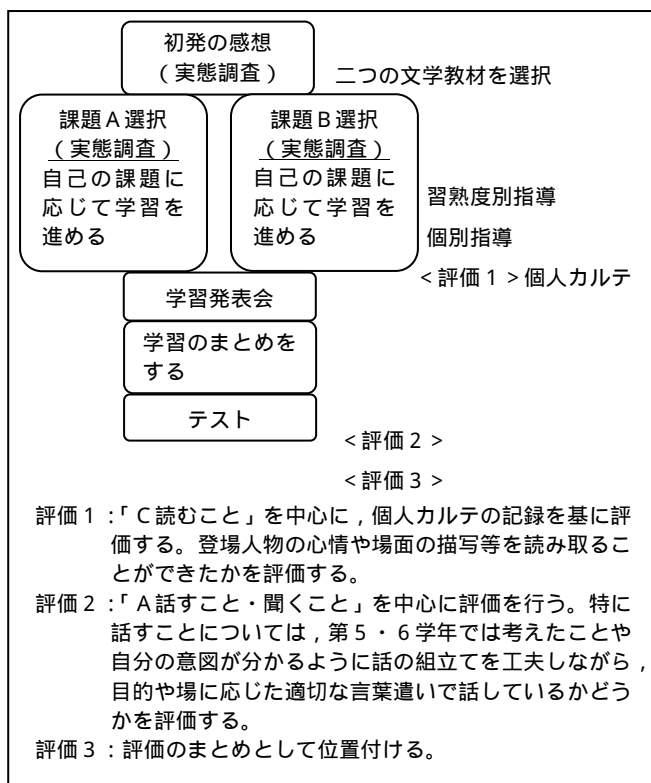 初発の感想
（実態調査）
二つの文学教材を選択
課題Ａ選択
（実態調査）
自己の課題に
応じて学習を
進める
課題Ｂ選択
（実態調査）
自己の課題に
応じて学習を
進める
習熟度別指導
個別指導
＜評価１＞個人カルテ
学習発表会
学習のまとめを
する
テスト
＜評価２＞
＜評価３＞
評価１：「Ｃ読むこと」を中心に，個人カルテの記録を基に評
価する。登場人物の心情や場面の描写等を読み取るこ
とができたかを評価する。
評価２：「Ａ話すこと・聞くこと」を中心に評価を行う。特に
話すことについては，第５・６学年では考えたことや
自分の意図が分かるように話の組立てを工夫しながら，
目的や場に応じた適切な言葉遣いで話しているかどう
かを評価する。
評価３：評価のまとめとして位置付ける。